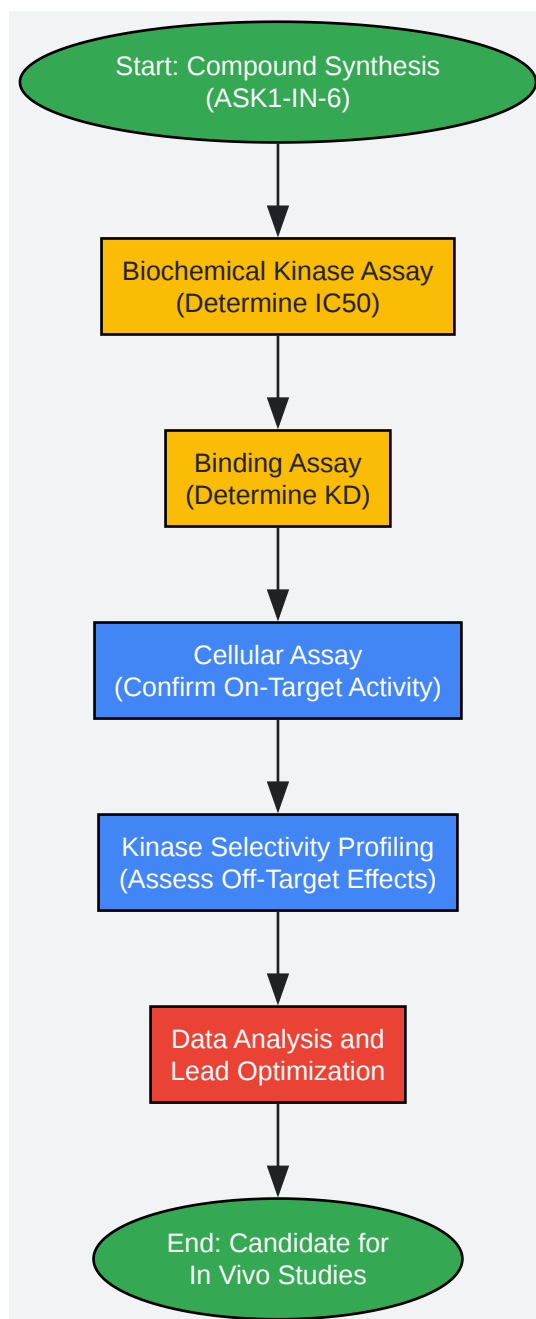 Start: Compound Synthesis
(ASK1-IN-6)
Biochemical Kinase Assay
(Determine IC50)
Binding Assay
(Determine KD)
Cellular Assay
(Confirm On-Target Activity)
Kinase Selectivity Profiling
(Assess Off-Target Effects)
Data Analysis and
Lead Optimization
End: Candidate for
In Vivo Studies